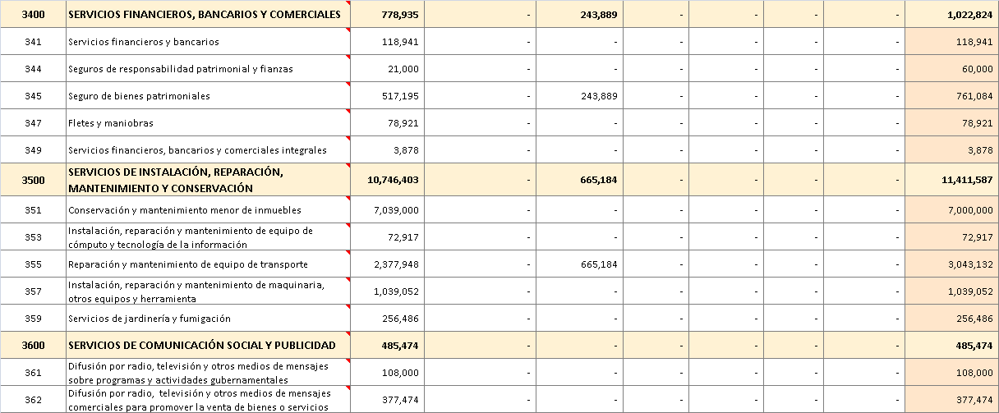 3400 SERVICIOS FINANCIEROS, BANCARIOS Y COMERCIALES 778,935 - 243,889 - - - - 1,022,824
341 Servicios financieros y bancarios 118,941 - - - - - - 118,941
344 Seguros de responsabilidad patrimonial y fianzas 21,000 - - - - - - 60,000
345 Seguro de bienes patrimoniales 517,195 - 243,889 - - - - 761,084
347 Fletes y maniobras 78,921 - - - - - - 78,921
349 Servicios financieros, bancarios y comerciales integrales 3,878 - - - - - - 3,878
3500 SERVICIOS DE INSTALACIÓN, REPARACIÓN,
MANTENIMIENTO Y CONSERVACIÓN 10,746,403 - 665,184 - - - - 11,411,587
351 Conservación y mantenimiento menor de inmuebles 7,039,000 - - - - - - 7,000,000
353 Instalación, reparación y mantenimiento de equipo de
cómputo y tecnología de la información 72,917 - - - - - - 72,917
355 Reparación y mantenimiento de equipo de transporte 2,377,948 - 665,184 - - - - 3,043,132
357 Instalación, reparación y mantenimiento de maquinaria,
otros equipos y herramienta 1,039,052 - - - - - - 1,039,052
359 Servicios de jardinería y fumigación 256,486 - - - - - - 256,486
3600 SERVICIOS DE COMUNICACIÓN SOCIAL Y PUBLICIDAD 485,474 - - - - - - 485,474
361 Difusión por radio, televisión y otros medios de mensajes
sobre programas y actividades gubernamentales 108,000 - - - - - - 108,000
362 Difusión por radio, televisión y otros medios de mensajes
comerciales para promover la venta de bienes o servicios 377,474 - - - - - - 377,474